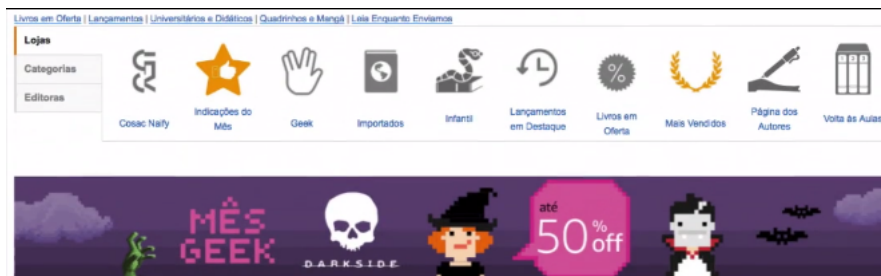 Livros em Oferta | Lançamentos | Universitários e Didáticos | Quadrinhos e Mangá | Leia Enquanto Enviamos
Lojas
Categorias
Editoras
Cosac Naify
Indicações do
Mês
Geek
Importados
Infantil
Lançamentos
em Destaque
%
Livros em
Oferta
Mais Vendidos
Página dos
Autores
Volta às Aulas
MÊS
GEEK
DARKSIDE
até
50% off